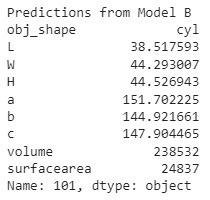 Predictions from Model B
obj_shape cyl
L 38.517593
W 44.293007
H 44.526943
a 151.702225
b 144.921661
c 147.904465
volume 238532
surfacearea 24837
Name: 101, dtype: object